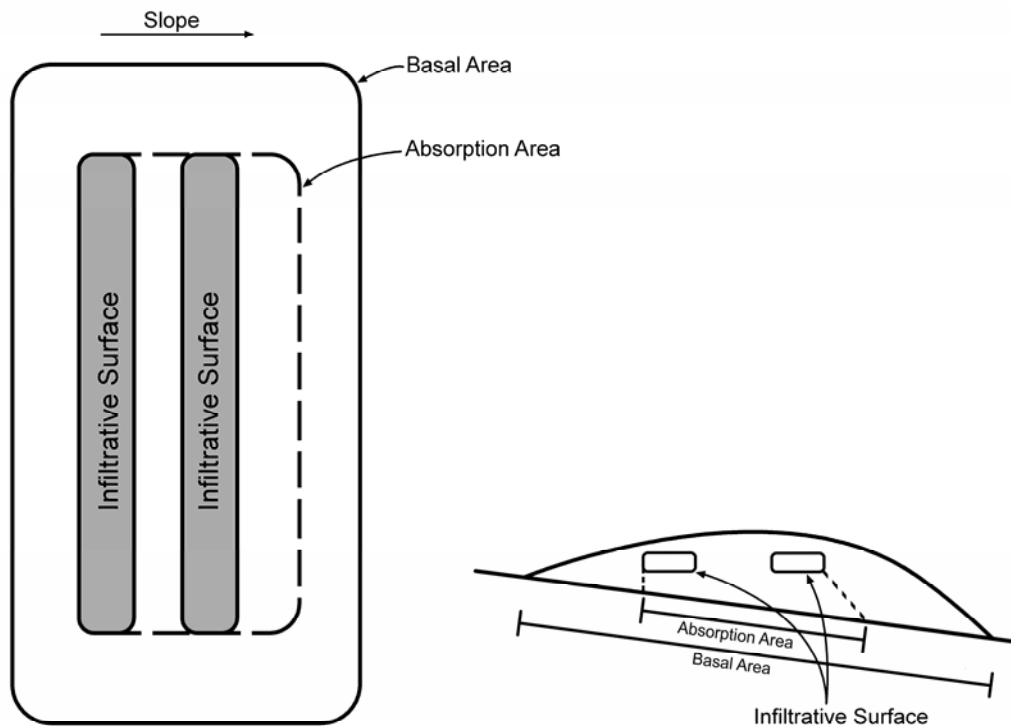 Slope
Basal Area
Absorption Area
Infiltrative Surface
Infiltrative Surface
Absorption Area
Basal Area
Infiltrative Surface